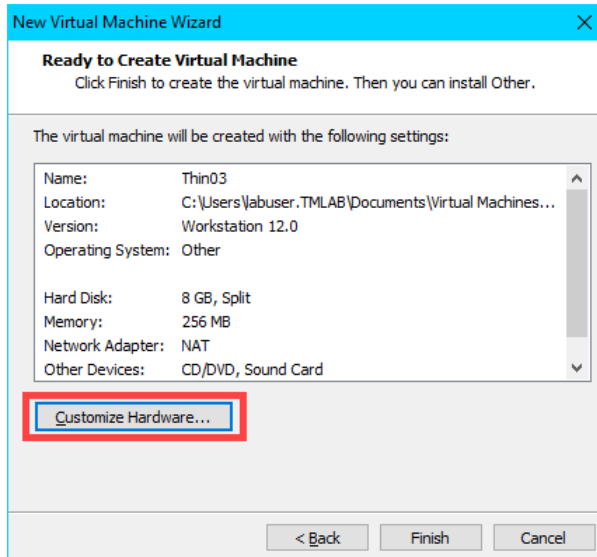 New Virtual Machine Wizard
Ready to Create Virtual Machine
Click Finish to create the virtual machine. Then you can install Other.
The virtual machine will be created with the following settings:
Name: Thin03
Location: C:\Users\labuser.TMLAB\Documents\Virtual Machines...
Version: Workstation 12.0
Operating System: Other
Hard Disk: 8 GB, Split
Memory: 256 MB
Network Adapter: NAT
Other Devices: CD/DVD, Sound Card
Customize Hardware...
< Back Finish Cancel